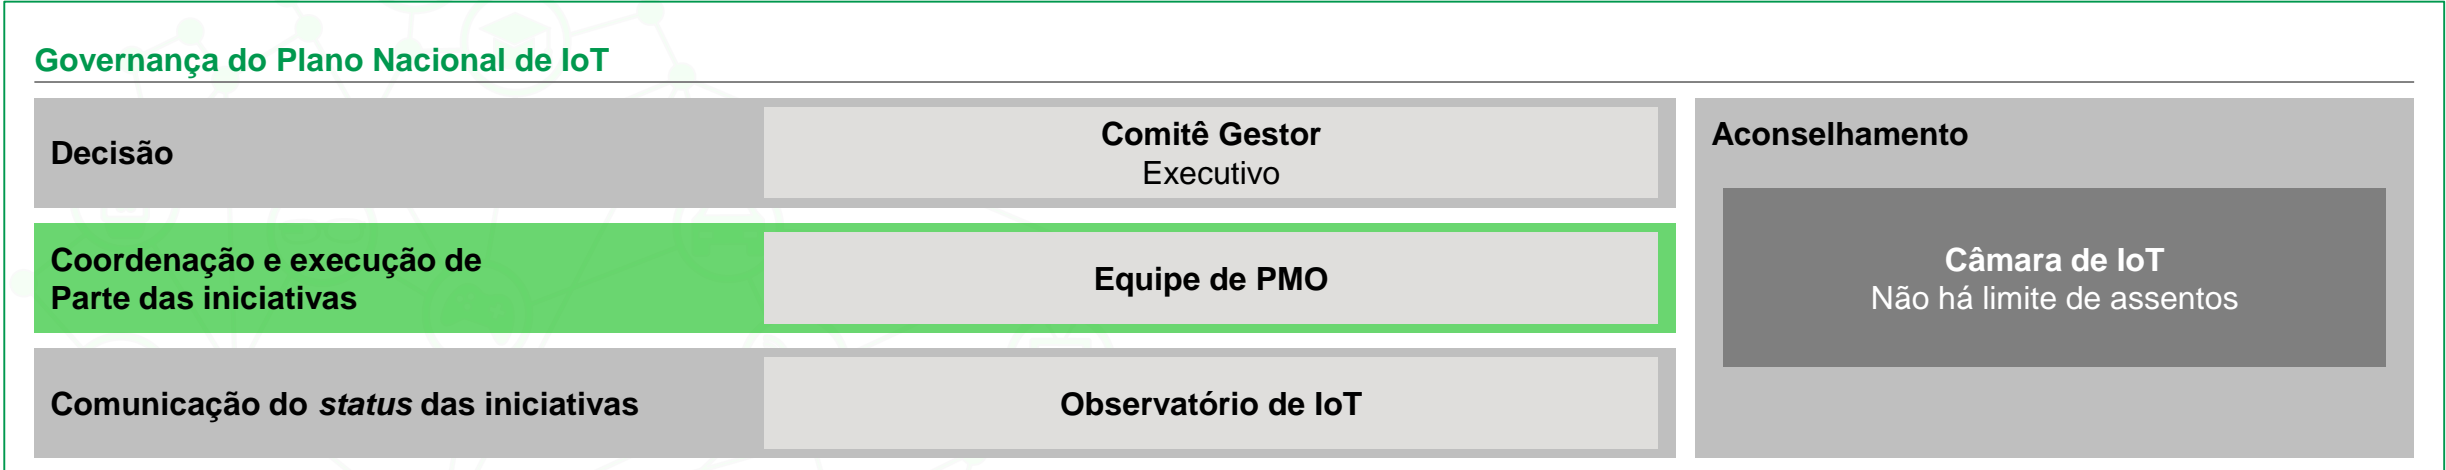 Governança do Plano Nacional de IoT
Decisão
Comitê Gestor
Executivo
Coordenação e execução de
Parte das iniciativas
Equipe de PMO
Comunicação do status das iniciativas
Observatório de IoT
Aconselhamento
Câmara de IoT
Não há limite de assentos